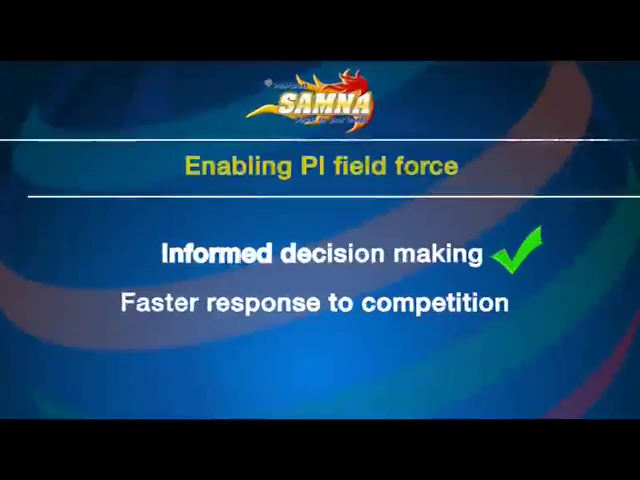 SAMNA
Enabling PI field force
Informed decision making
Faster response to competition